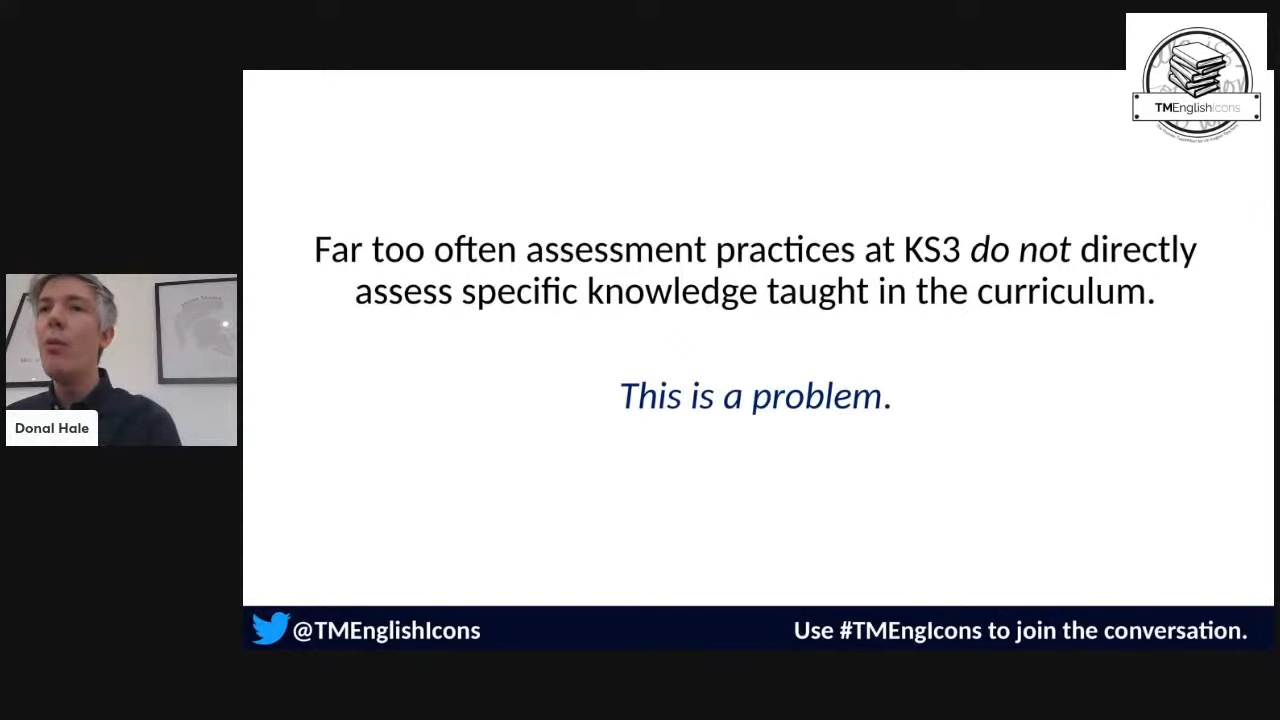 TMEnglishIcons
Far too often assessment practices at KS3 do not directly
assess specific knowledge taught in the curriculum.
This is a problem.
Donal Hale
@TMEnglishIcons
Use #TMEngIcons to join the conversation.